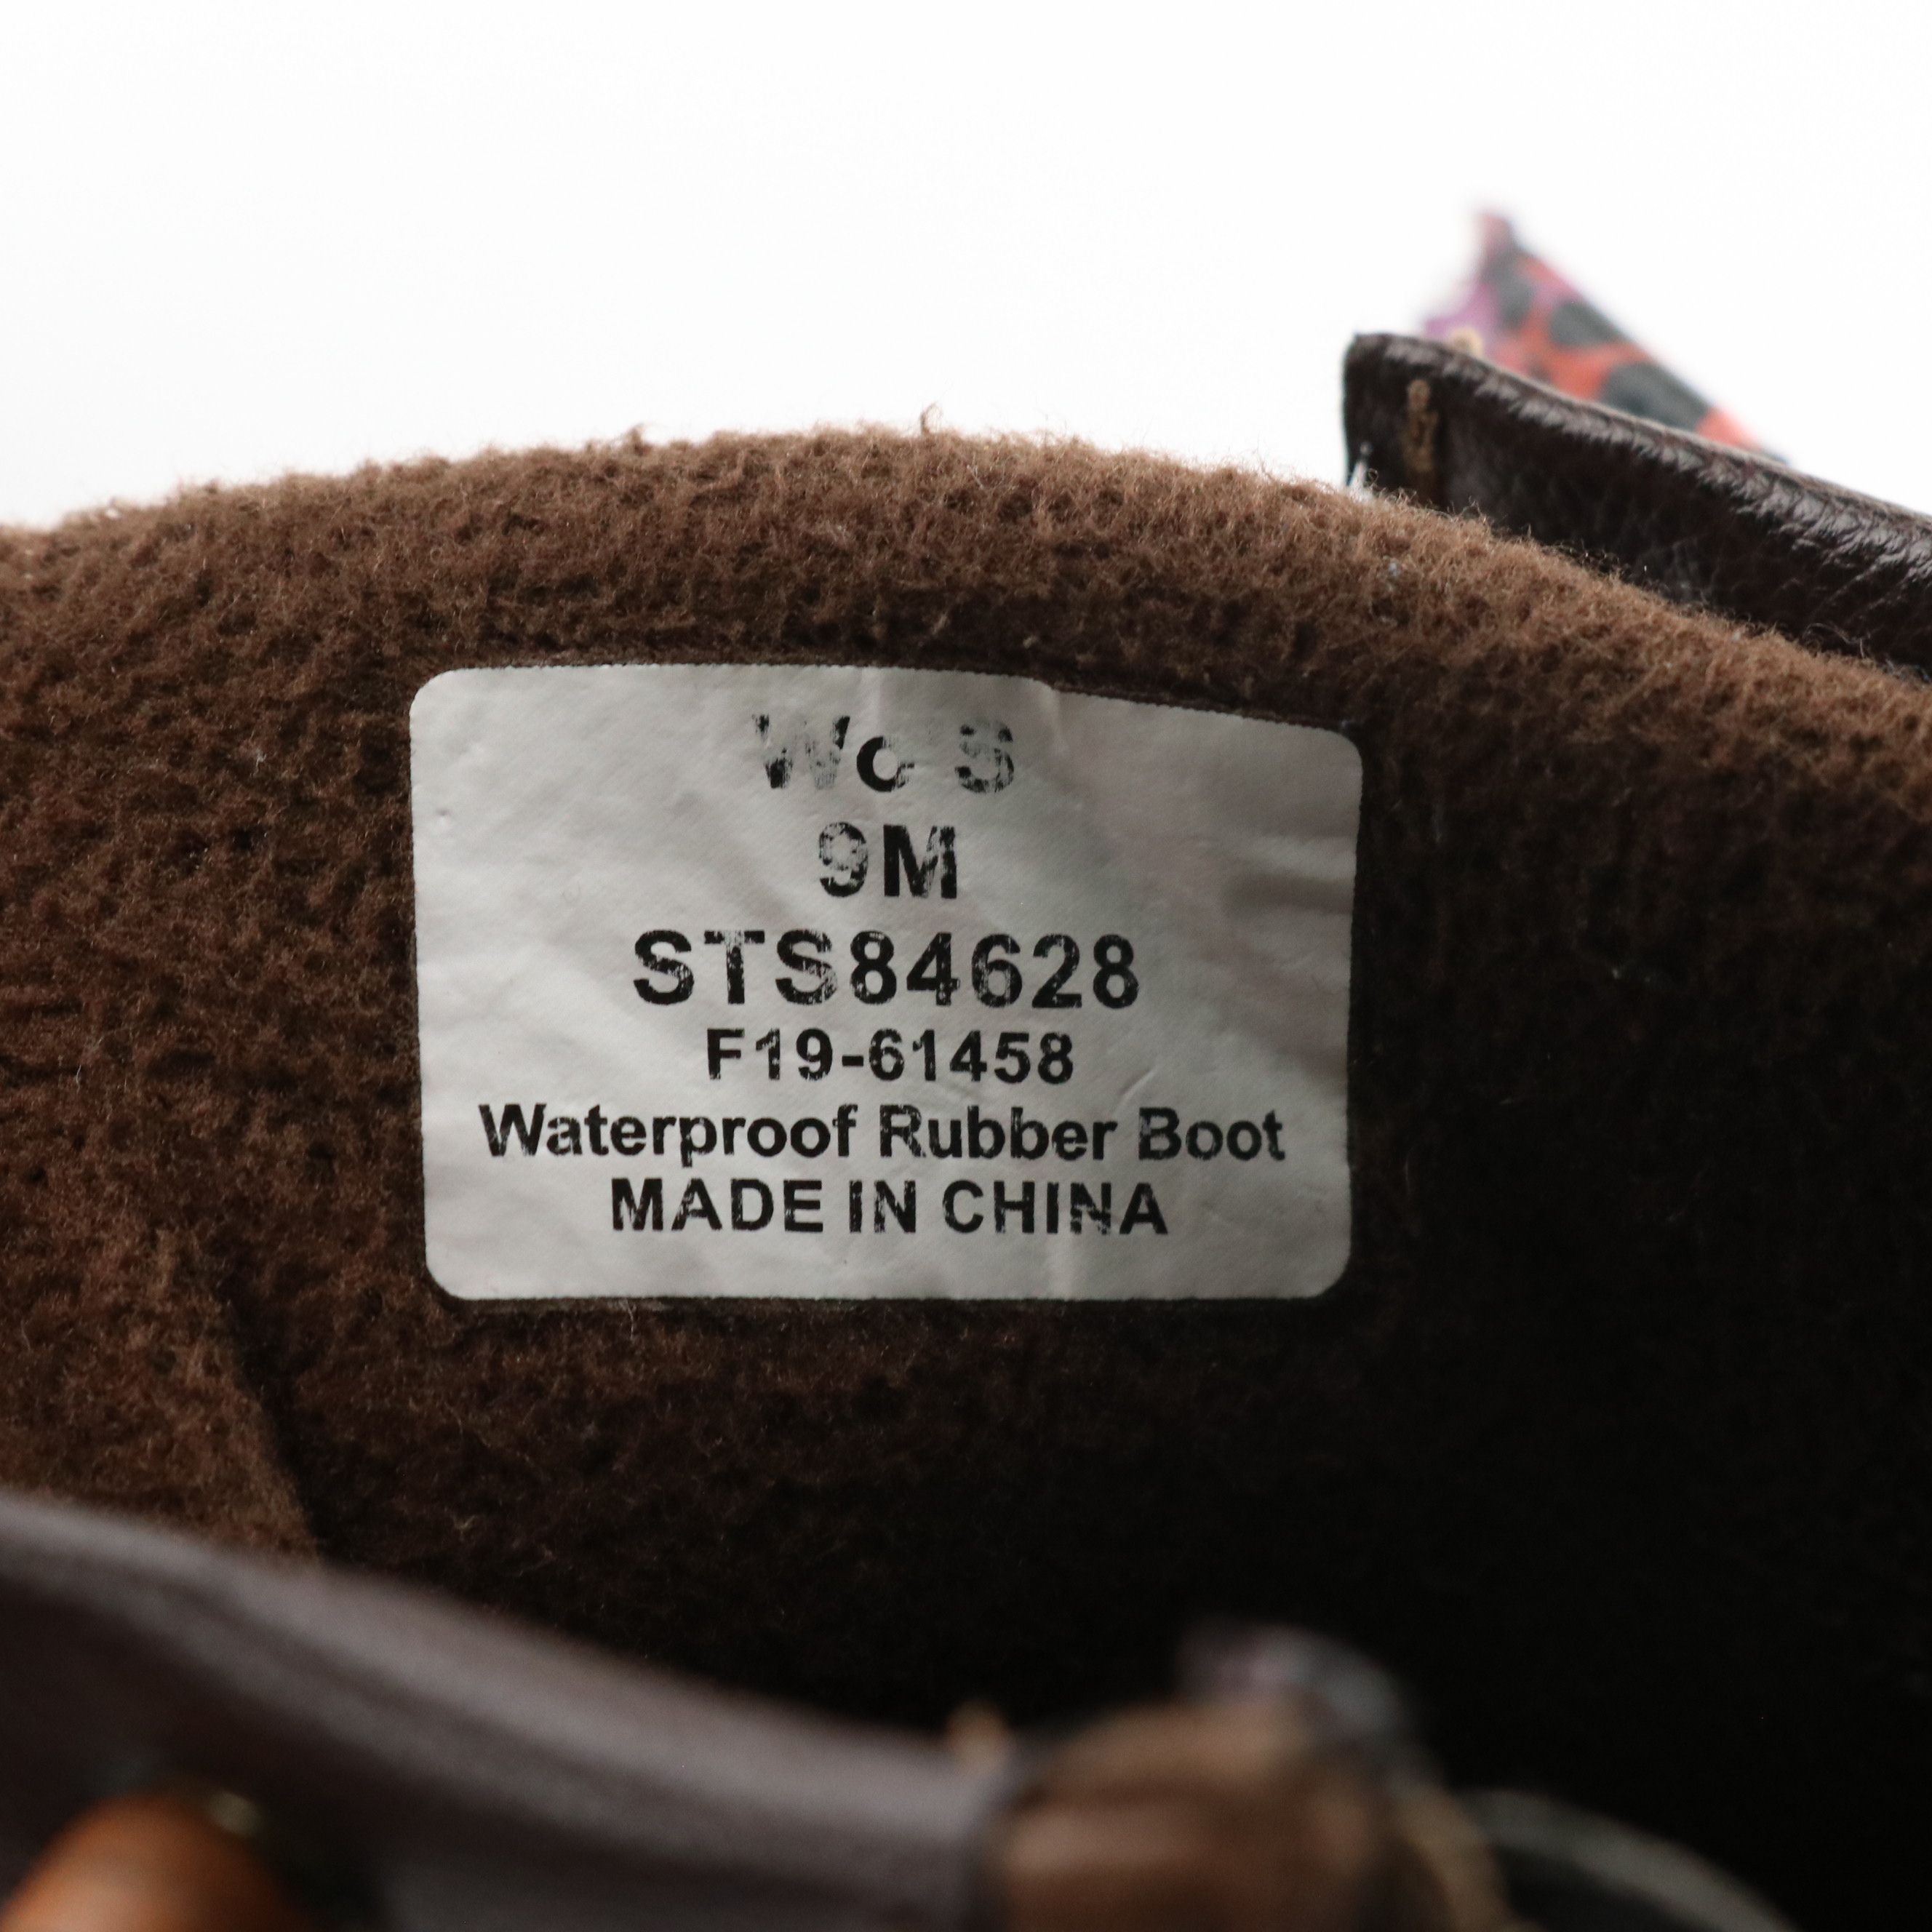 9M
STS84628
F19-61458
Waterproof Rubber Boot
MADE IN CHINA